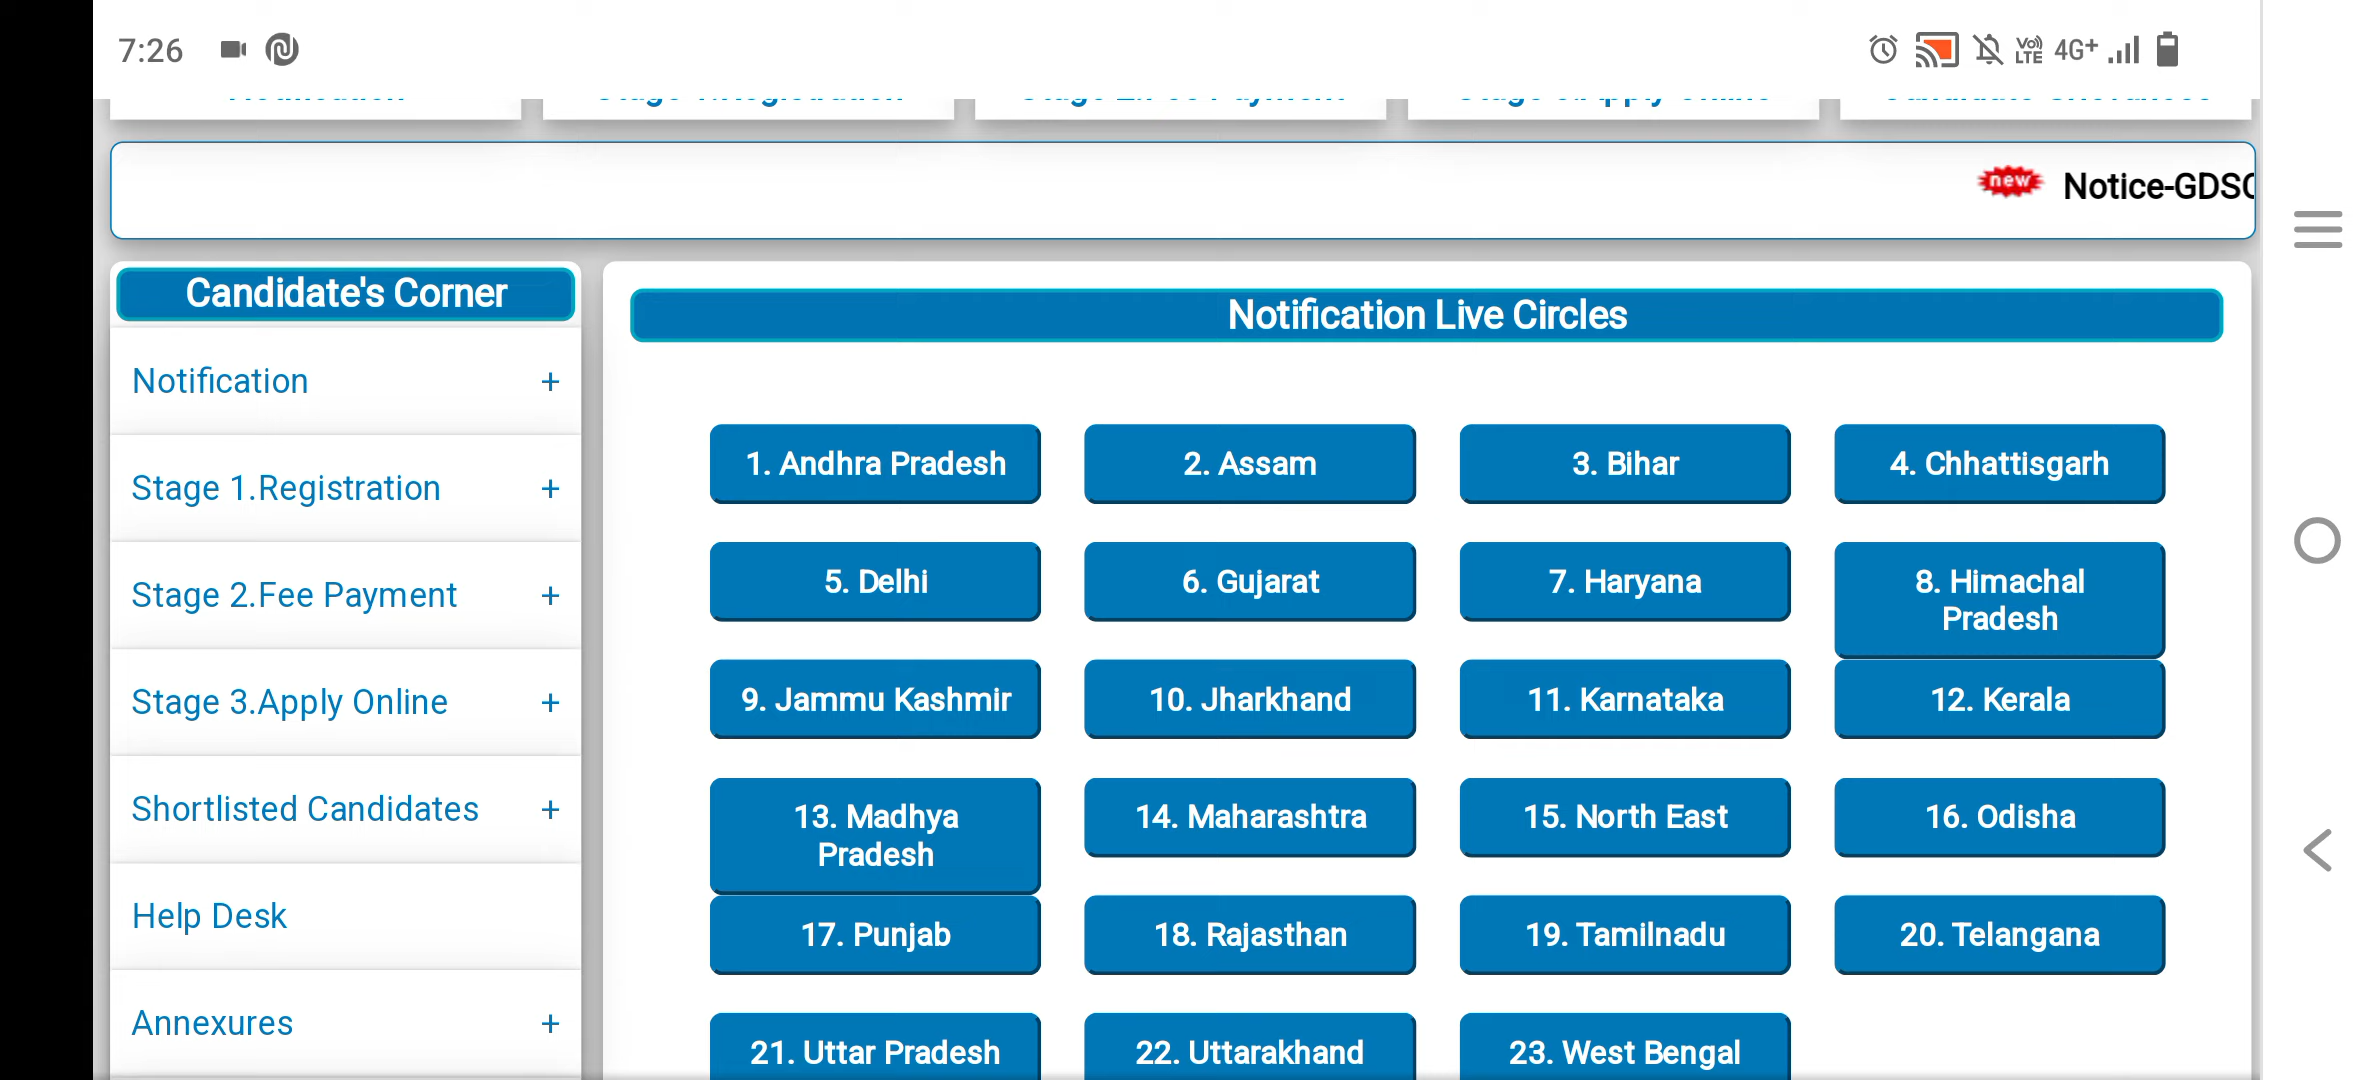 7:26
VoLTE 4G+
new Notice-GDSO
Candidate's Corner
Notification +
Stage 1.Registration +
Stage 2.Fee Payment +
Stage 3.Apply Online +
Shortlisted Candidates +
Help Desk
Annexures +
Notification Live Circles
1. Andhra Pradesh
2. Assam
3. Bihar
4. Chhattisgarh
5. Delhi
6. Gujarat
7. Haryana
8. Himachal
Pradesh
9. Jammu Kashmir
10. Jharkhand
11. Karnataka
12. Kerala
13. Madhya
Pradesh
14. Maharashtra
15. North East
16. Odisha
17. Punjab
18. Rajasthan
19. Tamilnadu
20. Telangana
21. Uttar Pradesh
22. Uttarakhand
23. West Bengal